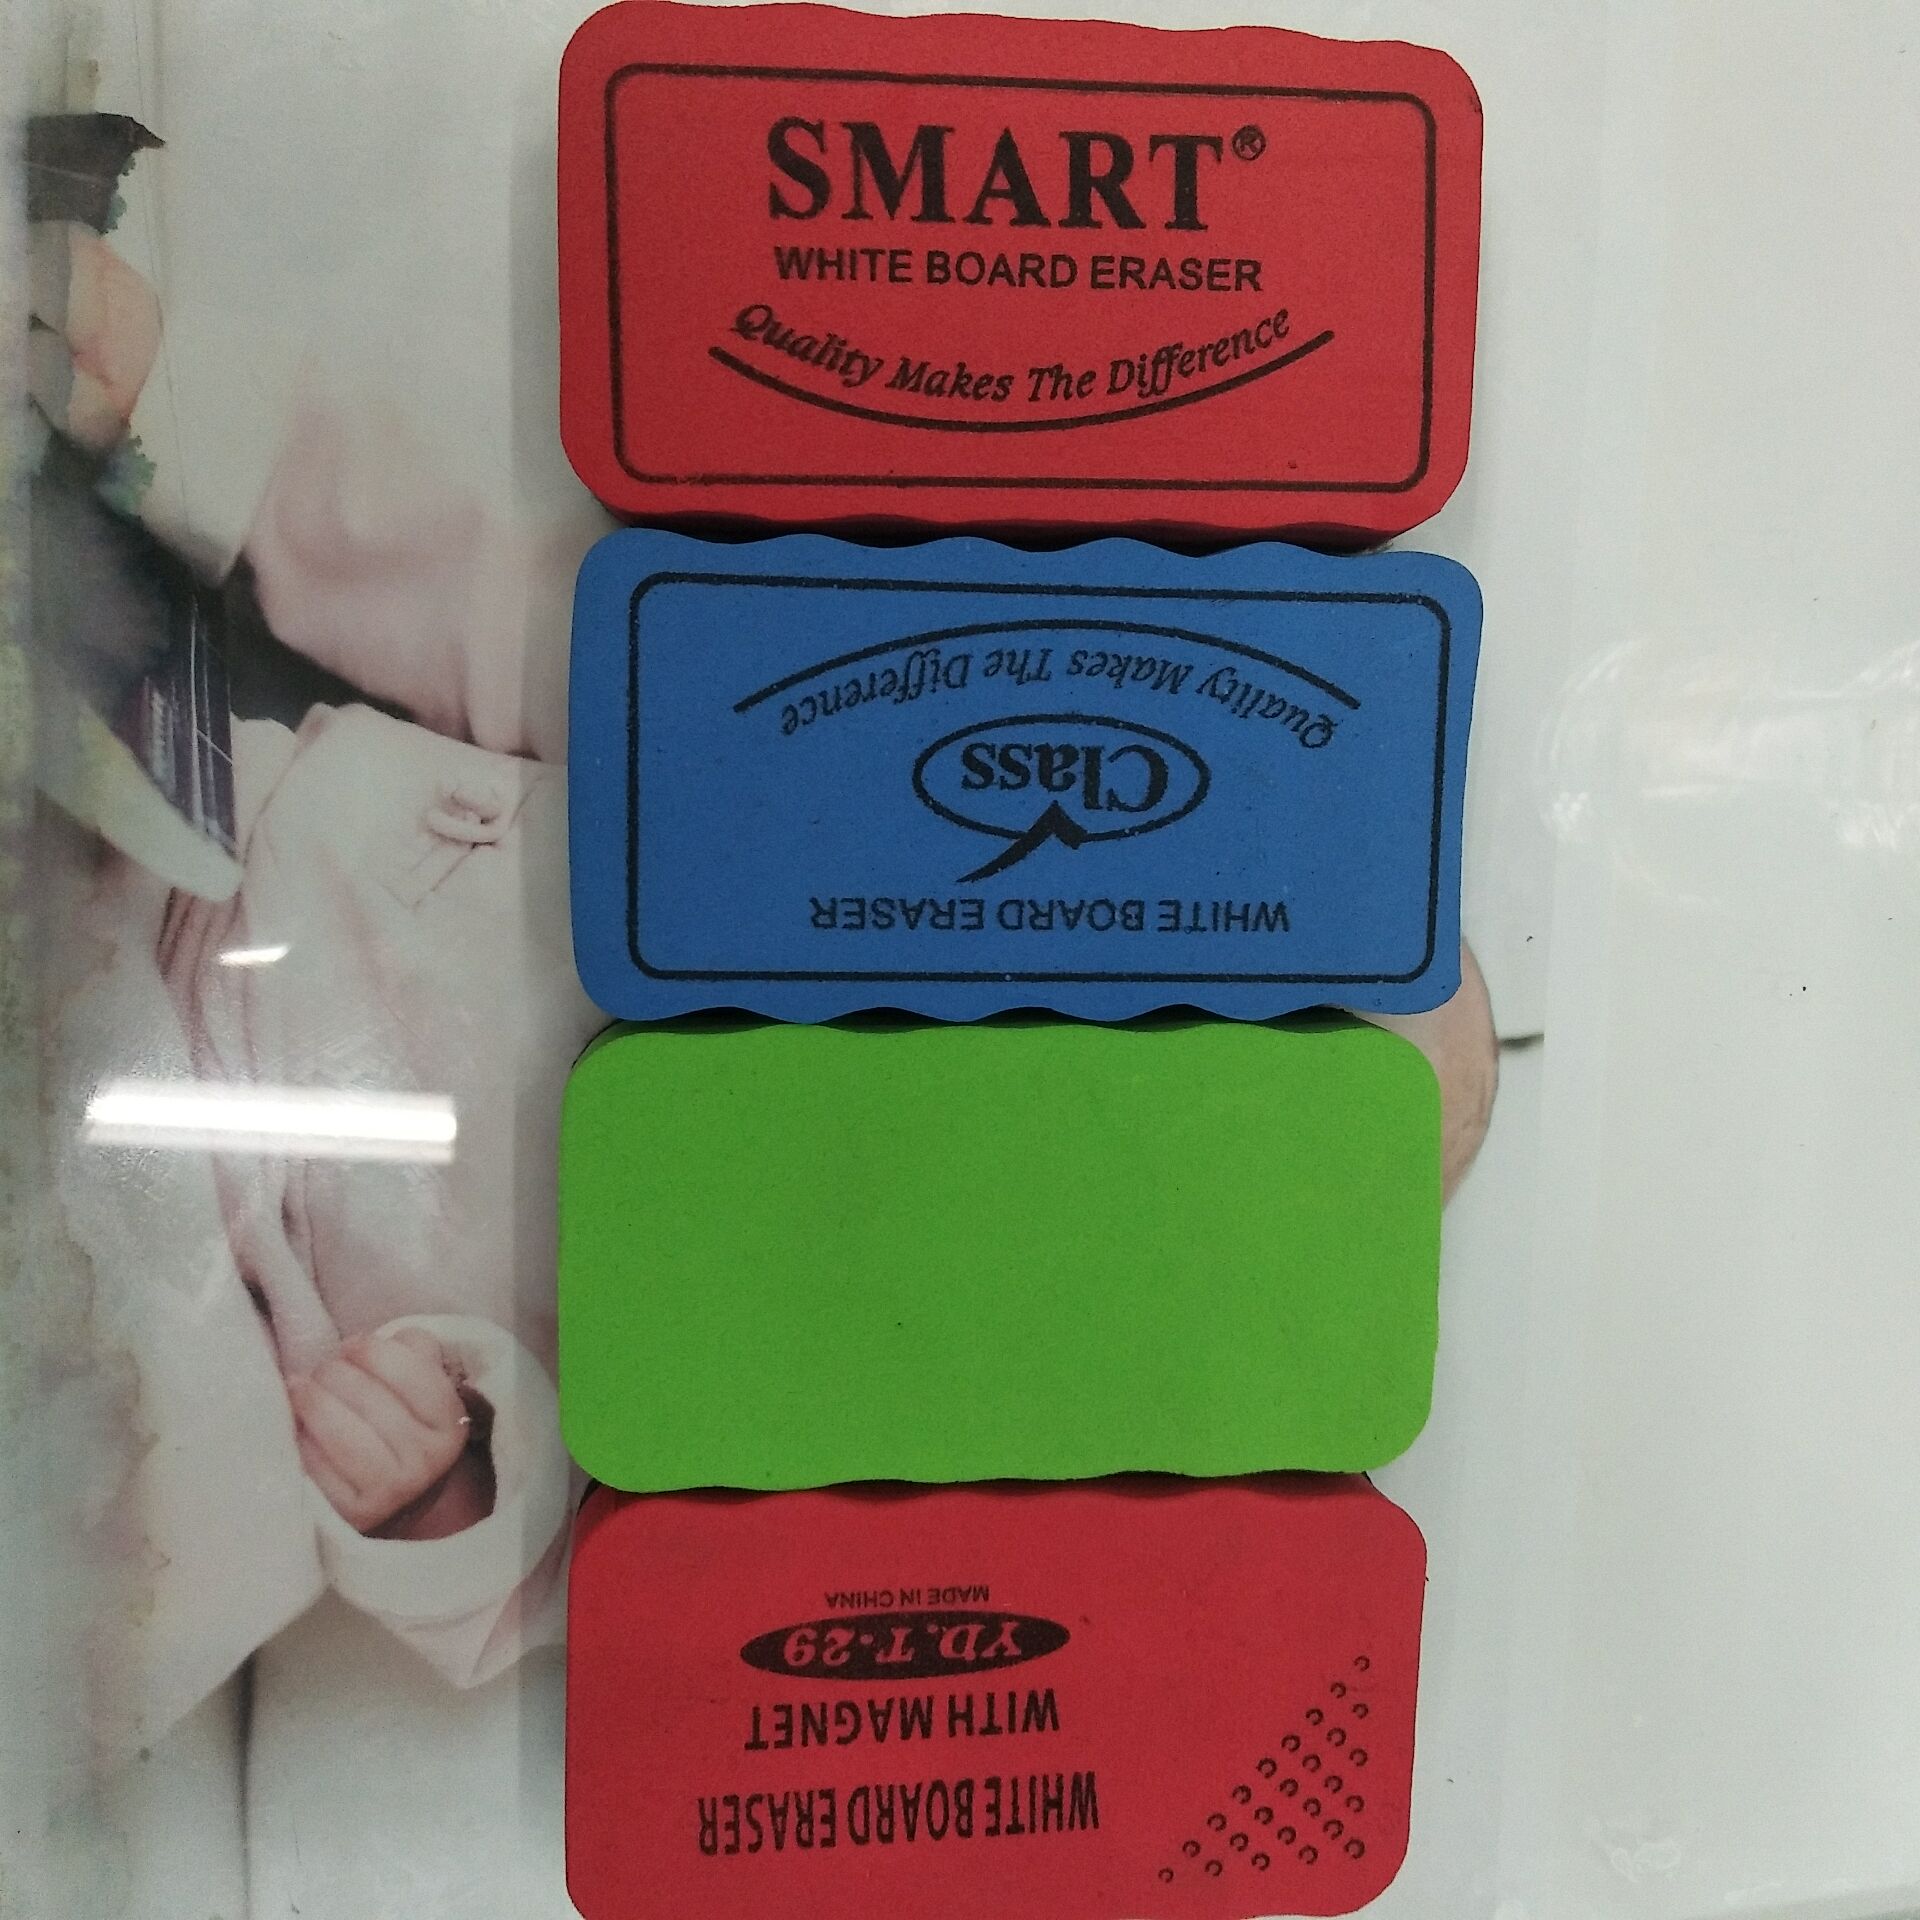 SMART®
WHITE BOARD ERASER
Quality Makes The Difference
WHITE BOARD ERASER
Class
Quality Makes The Difference
WHITE BOARD ERASER
WITH MAGNET
YD.T-29
MADE IN CHINA